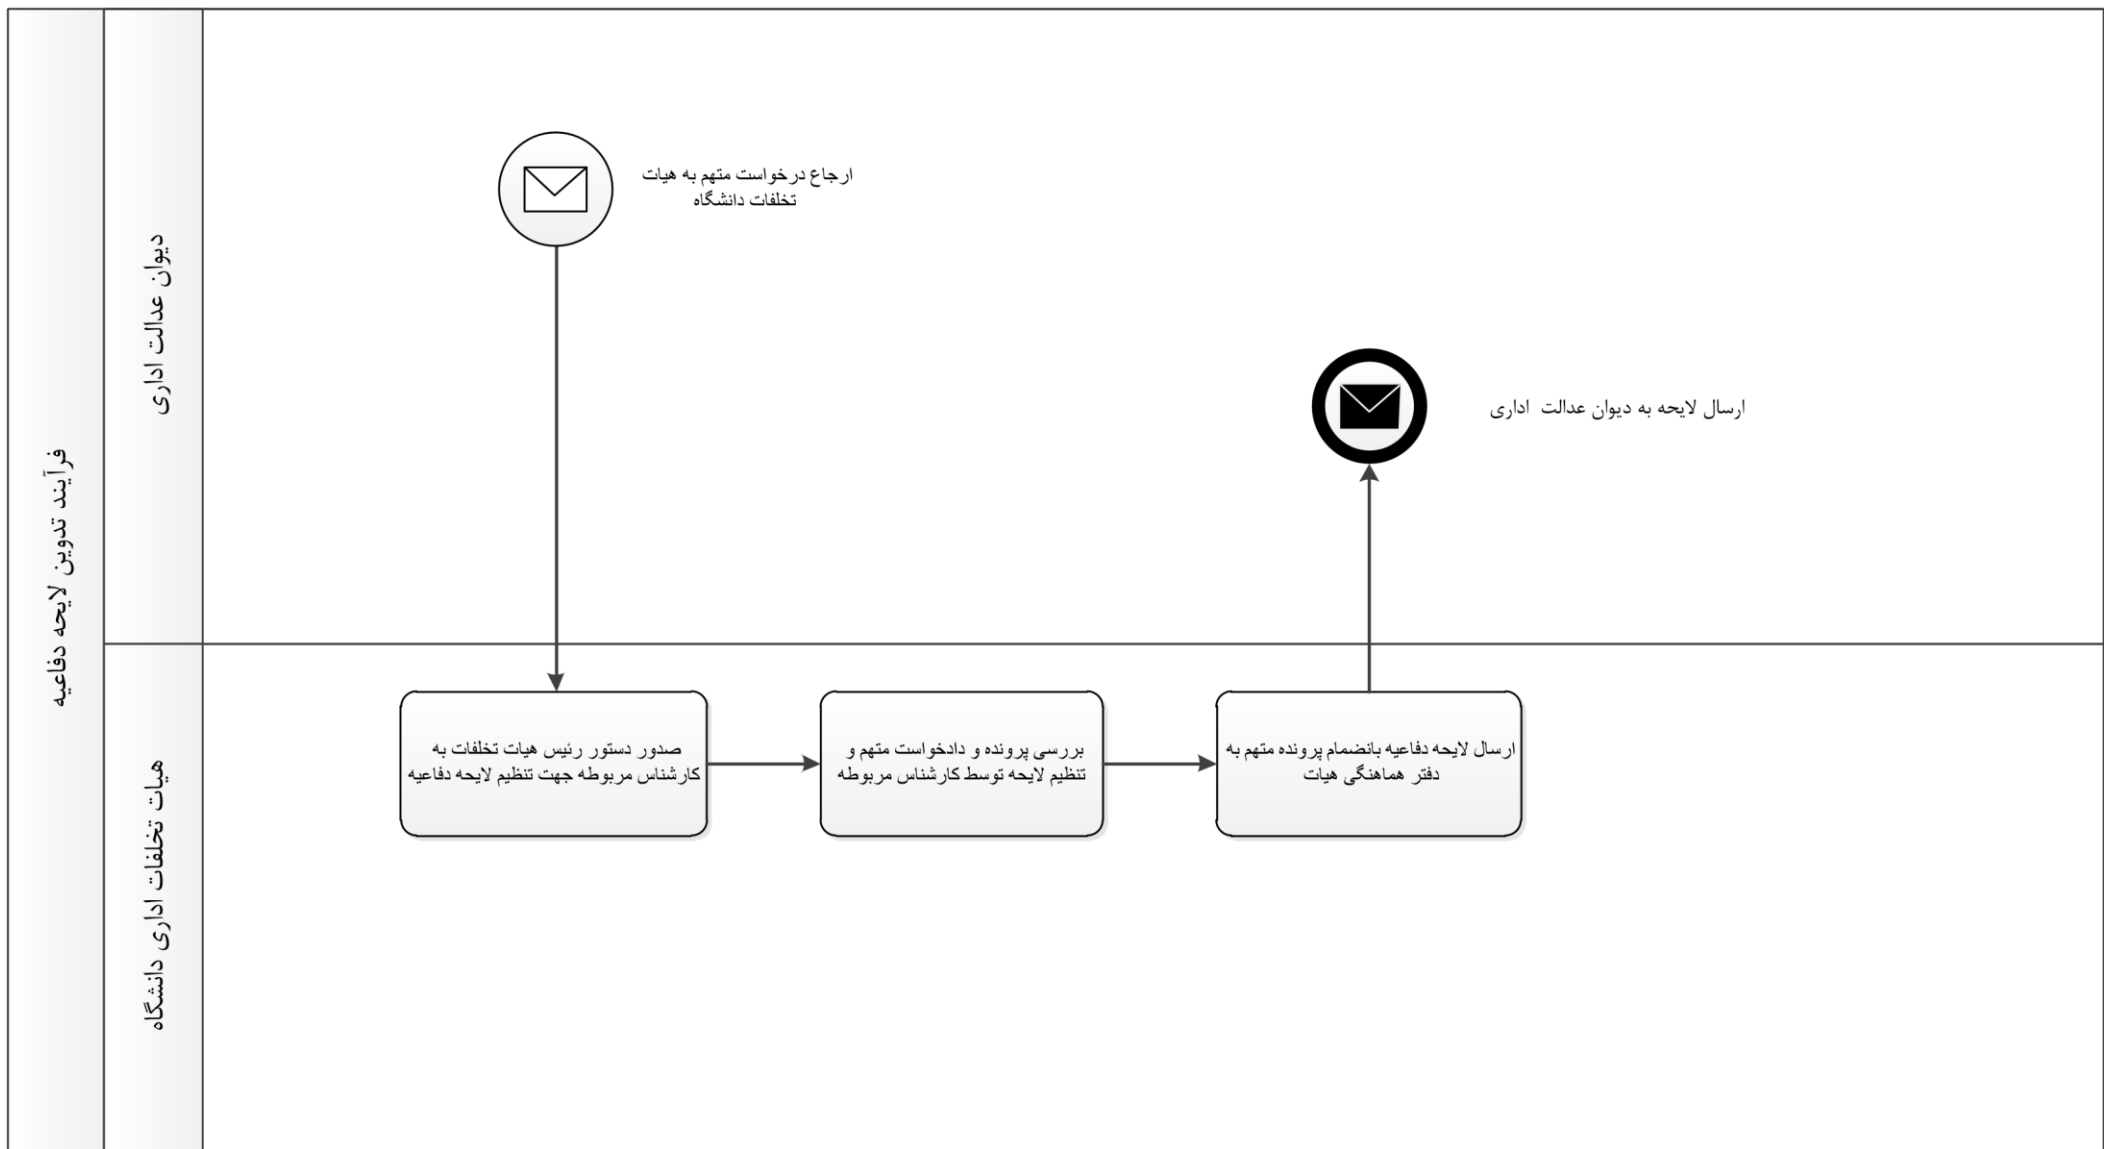 فرآیند تدوین لایحه دفاعیه
دیوان عدالت اداری
ارجاع درخواست متهم به هیات
تخلفات دانشگاه
ارسال لایحه به دیوان عدالت اداری
هیات تخلفات اداری دانشگاه
صدور دستور رئیس هیات تخلفات به
کارشناس مربوطه جهت تنظیم لایحه دفاعیه
بررسی پرونده و دادخواست متهم و
تنظیم لایحه توسط کارشناس مربوطه
ارسال لایحه دفاعیه بانضمام پرونده متهم به
دفتر هماهنگی هیات